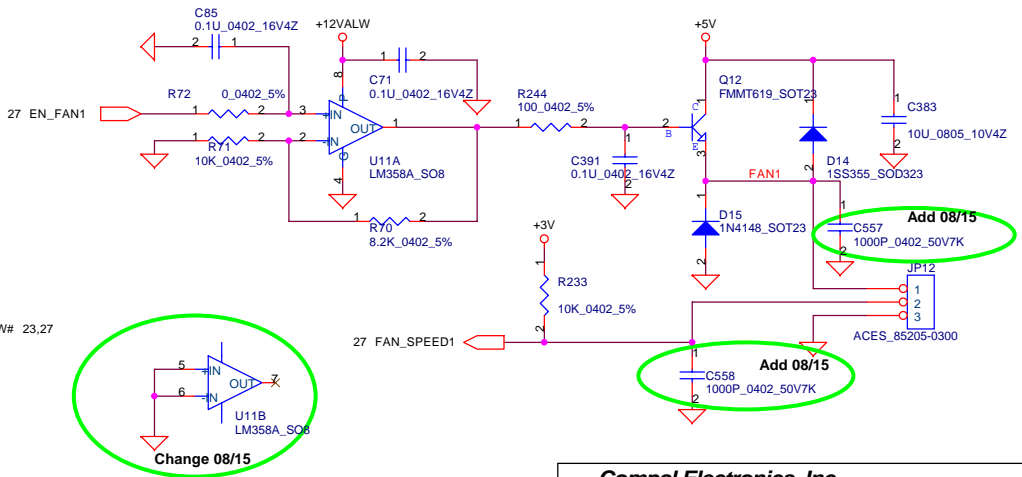 C85
0.1U_0402_16V4Z
2 1
+12VALW
8
P
C71
0.1U_0402_16V4Z
1 2
+5V
Q12
FMMT619_SOT23
1
C
2
B
E
3
27 EN_FAN1
R72
0_0402_5%
1 2
3
+IN
2
-IN
OUT
1
G
4
U11A
LM358A_SO8
R71
10K_0402_5%
1 2
R70
8.2K_0402_5%
1 2
R244
100_0402_5%
1 2
C391
0.1U_0402_16V4Z
1
2
FAN1
1
D14
1SS355_SOD323
2
C383
10U_0805_10V4Z
1
2
D15
1N4148_SOT23
1
2
Add 08/15
C557
1000P_0402_50V7K
1
2
+3V
R233
10K_0402_5%
1
2
JP12
1
2
3
ACES_85205-0300
27 FAN_SPEED1
Add 08/15
C558
1000P_0402_50V7K
1
2
W# 23,27
5
+IN
6
-IN
OUT
7
U11B
LM358A_SO8
Change 08/15
Compal Electronics, Inc